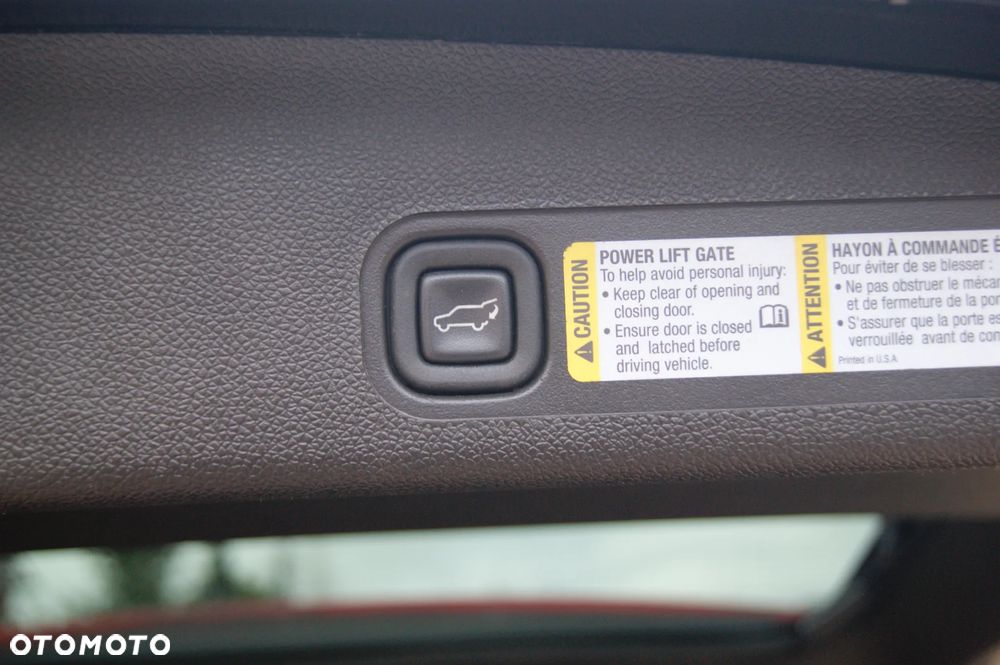 CAUTION
POWER LIFT GATE
To help avoid personal injury:
• Keep clear of opening and
closing door.
• Ensure door is closed
and latched before
driving vehicle.
ATTENTION
HAYON À COMMANDE
Pour éviter de se blesser :
• Ne pas obstruer le
et de fermeture de la
• S'assurer que la porte
verrouillée avant de
Printed in U.S.A.
OTOMOTO